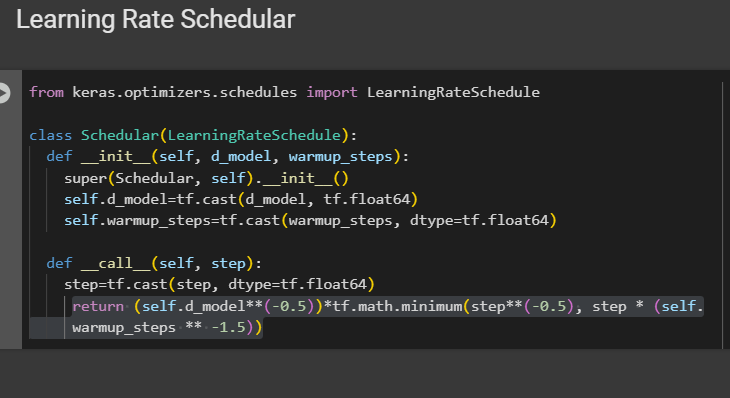 Learning Rate Schedular
from keras.optimizers.schedules import LearningRateSchedule
class Schedular(LearningRateSchedule):
def __init__(self, d_model, warmup_steps):
super(Schedular, self).__init__()
self.d_model=tf.cast(d_model, tf.float64)
self.warmup_steps=tf.cast(warmup_steps, dtype=tf.float64)
def __call__(self, step):
step=tf.cast(step, dtype=tf.float64)
return (self.d_model**(-0.5))*tf.math.minimum(step**(-0.5), step * (self.
warmup_steps ** -1.5))